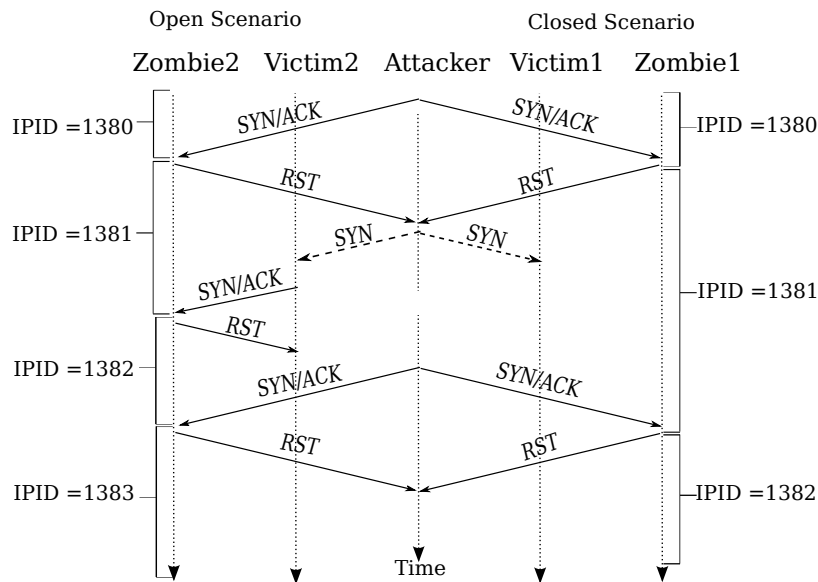 Open Scenario
Closed Scenario
Zombie2
Victim2
Attacker
Victim1
Zombie1
SYN/ACK
SYN/ACK
IPID =1380
IPID =1380
RST
RST
IPID =1381
SYN
SYN
SYN/ACK
IPID =1381
RST
IPID =1382
SYN/ACK
SYN/ACK
RST
RST
IPID =1383
IPID =1382
Time